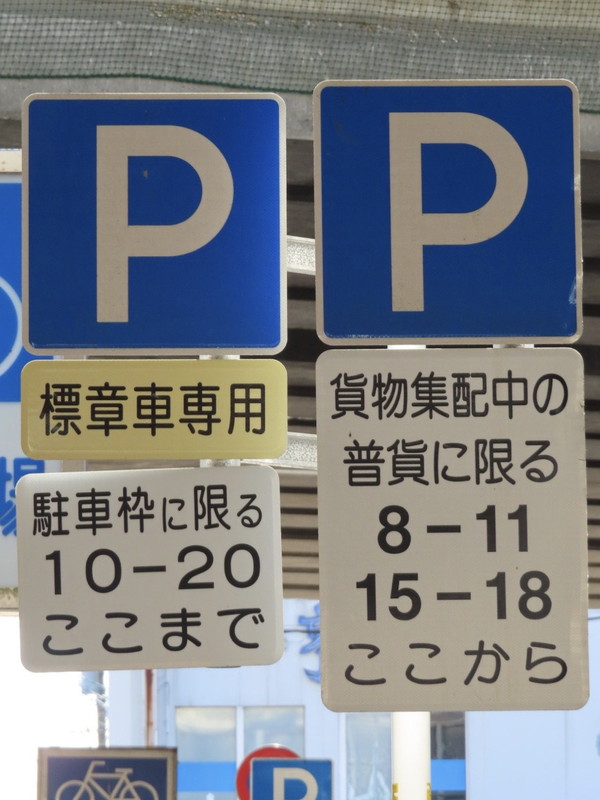 P
標章車専用
駐車枠に限る
10-20
ここまで
P
貨物集配中の
普貨に限る
8-11
15-18
ここから
場
P